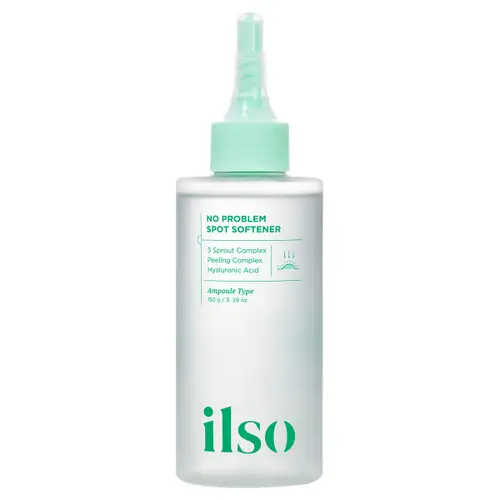 NO PROBLEM
SPOT SOFTENER
3 Sprout Complex
Peeling Complex
Hyaluronic Acid
Ampoule Type
150 g / 5. 29 oz
ilso